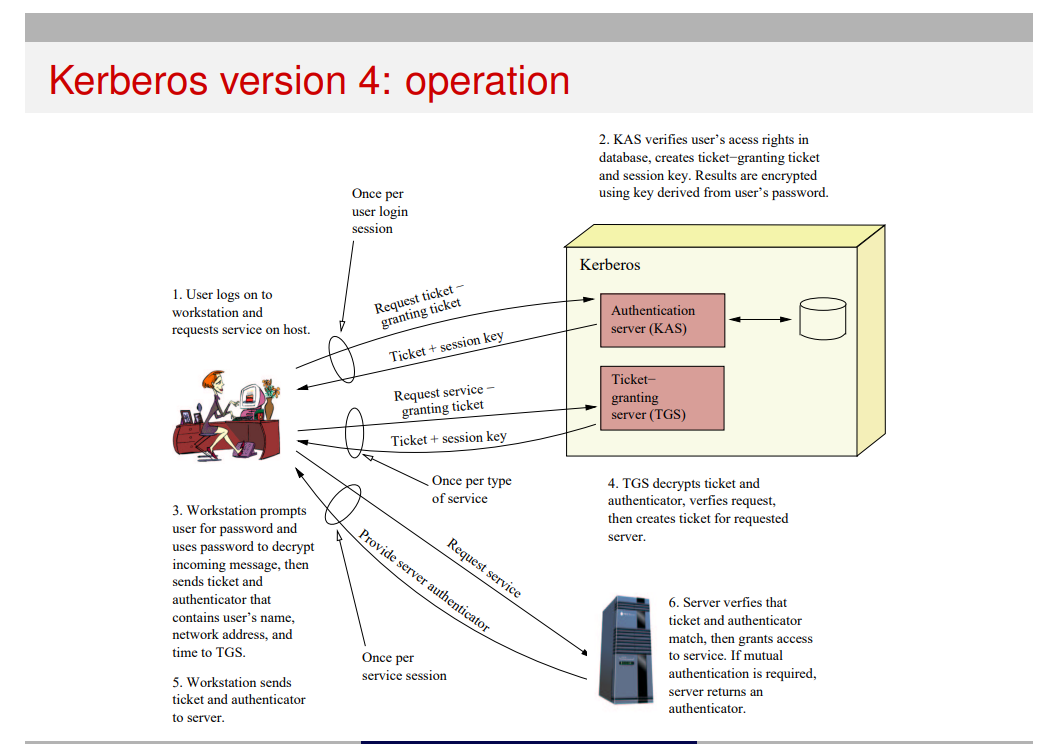 Kerberos version 4: operation
2. KAS verifies user's acess rights in
database, creates ticket−granting ticket
and session key. Results are encrypted
using key derived from user's password.
Once per
user login
session
1. User logs on to
workstation and
requests service on host.
Kerberos
Request ticket −
granting ticket
Ticket + session key
Authentication
server (KAS)
Request service −
granting ticket
Ticket + session key
Ticket−
granting
server (TGS)
Once per type
of service
4. TGS decrypts ticket and
authenticator, verfies request,
then creates ticket for requested
server.
3. Workstation prompts
user for password and
uses password to decrypt
incoming message, then
sends ticket and
authenticator that
contains user's name,
network address, and
time to TGS.
Request service
Provide server authenticator
Once per
service session
5. Workstation sends
ticket and authenticator
to server.
6. Server verfies that
ticket and authenticator
match, then grants access
to service. If mutual
authentication is required,
server returns an
authenticator.